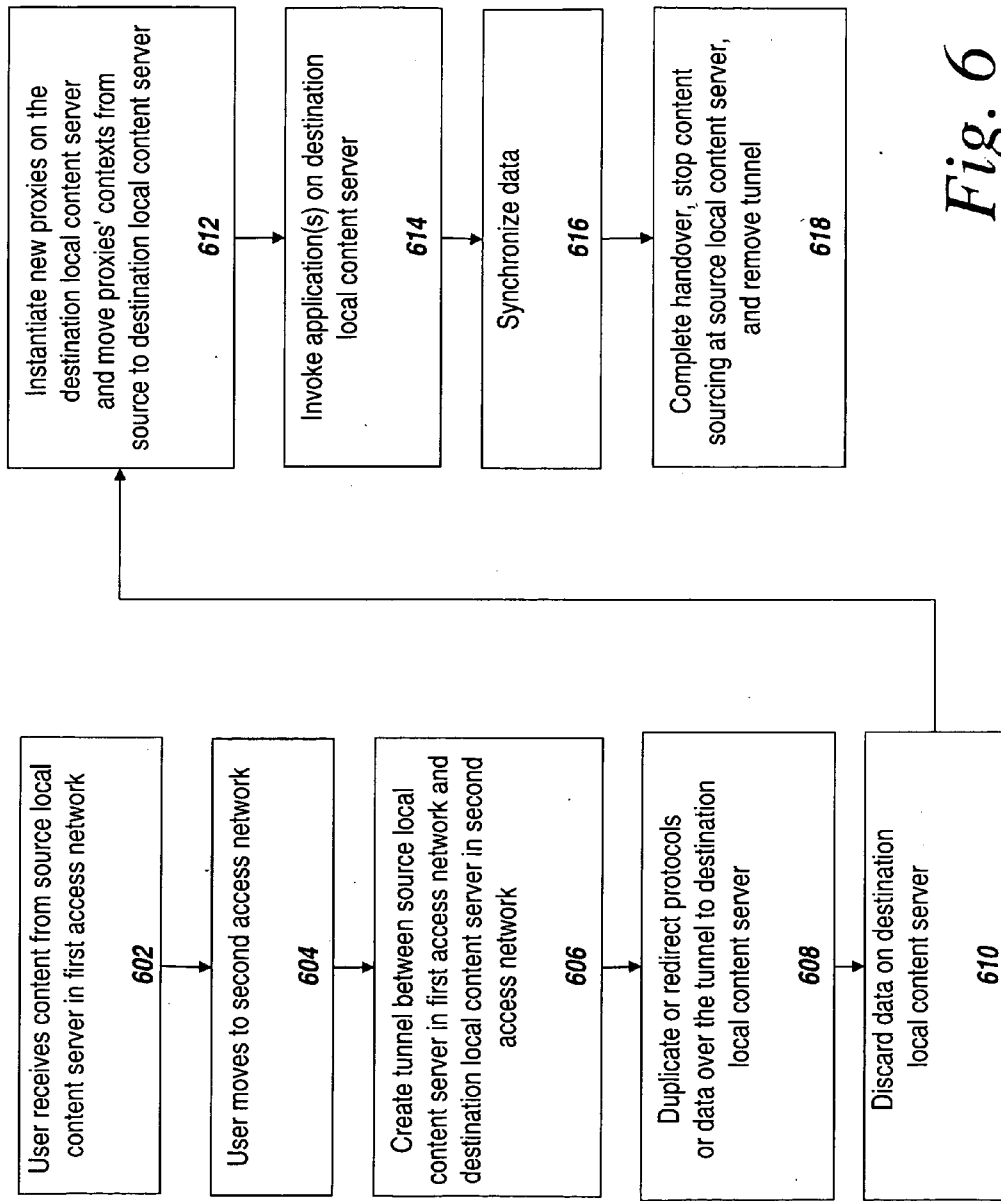 User receives content from source local
content server in first access network
602
User moves to second access network
604
Create tunnel between source local
content server in first access network and
destination local content server in second
access network
606
Duplicate or redirect protocols
or data over the tunnel to destination
local content server
608
Discard data on destination
local content server
610
Instantiate new proxies on the
destination local content server
and move proxies' contexts from
source to destination local content server
612
Invoke application(s) on destination
local content server
614
Synchronize data
616
Complete handover, stop content
sourcing at source local content server,
and remove tunnel
618
Fig. 6